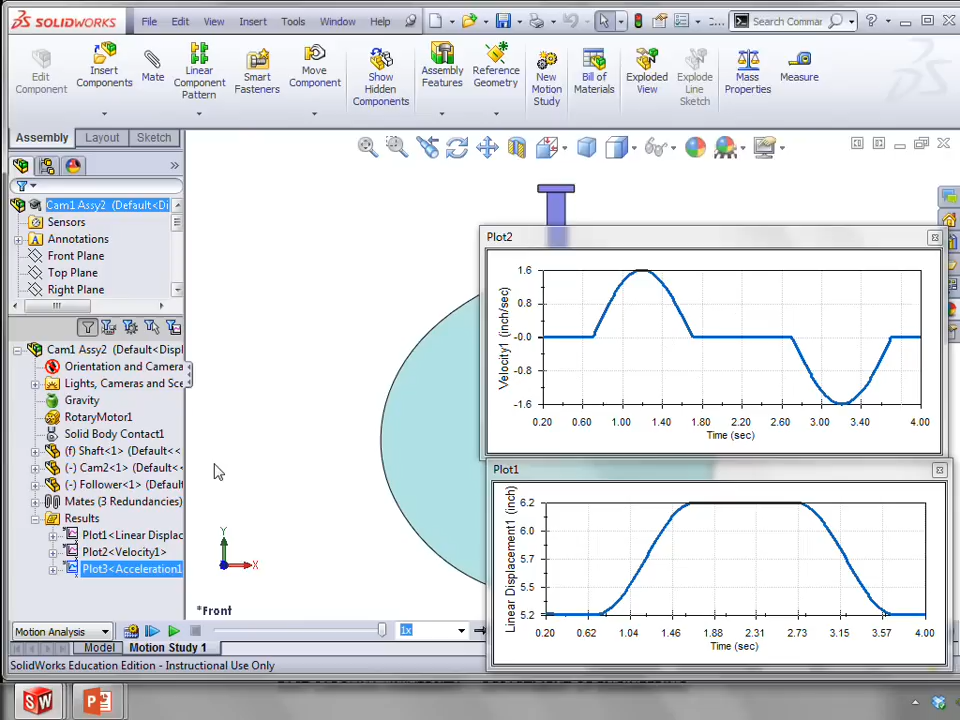 SOLIDWORKS File Edit View Insert Tools Window Help Search Commar
Edit Component
Insert Components
Mate
Linear Component Pattern
Smart Fasteners
Move Component
Show Hidden Components
Assembly Features
Reference Geometry
New Motion Study
Bill of Materials
Exploded View
Explode Line Sketch
Mass Properties
Measure
Assembly Layout Sketch
Cam1 Assy2 (Default<Di
Sensors
Annotations
Front Plane
Top Plane
Right Plane
Cam1 Assy2 (Default<Displ
Orientation and Camera
Lights, Cameras and Sce
Gravity
RotaryMotor1
Solid Body Contact1
(f) Shaft<1> (Default<<
(-) Cam2<1> (Default<<
(-) Follower<1> (Default
Mates (3 Redundancies)
Results
Plot1<Linear Displac
Plot2<Velocity1>
Plot3<Acceleration1
Y
X
*Front
Plot2
Velocity1 (inch/sec)
1.6
0.8
-0.0
-0.8
-1.6
0.20 0.60 1.00 1.40 1.80 2.20 2.60 3.00 3.40 4.00
Time (sec)
Plot1
Linear Displacement1 (inch)
6.2
6.0
5.7
5.5
5.2
0.20 0.62 1.04 1.46 1.88 2.31 2.73 3.15 3.57 4.00
Time (sec)
Motion Analysis 1x
Model Motion Study 1
SolidWorks Education Edition - Instructional Use Only